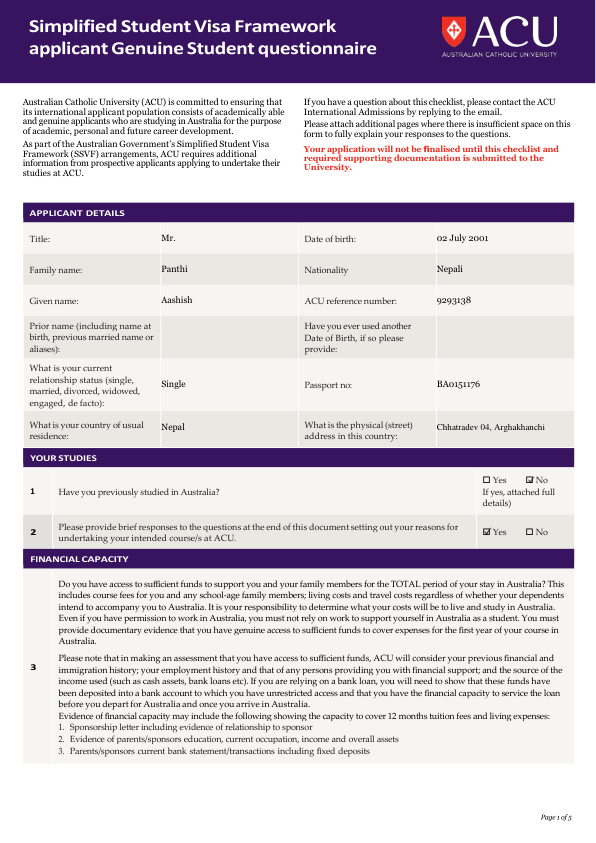 Simplified Student Visa Framework
applicant Genuine Student questionnaire
ACU
AUSTRALIAN CATHOLIC UNIVERSITY
Australian Catholic University (ACU) is committed to ensuring that
its international applicant population consists of academically able
and genuine applicants who are studying in Australia for the purpose
of academic, personal and future career development.
As part of the Australian Government's Simplified Student Visa
Framework (SSVF) arrangements, ACU requires additional
information from prospective applicants applying to undertake their
studies at ACU.
If you have a question about this checklist, please contact the ACU
International Admissions by replying to the email.
Please attach additional pages where there is insufficient space on this
form to fully explain your responses to the questions.
Your application will not be finalised until this checklist and
required supporting documentation is submitted to the
University.
APPLICANT DETAILS
Title: Mr. Date of birth: 02 July 2001
Family name: Panthi Nationality Nepali
Given name: Aashish ACU reference number: 9293138
Prior name (including name at
birth, previous married name or
aliases):
Have you ever used another
Date of Birth, if so please
provide:
What is your current
relationship status (single,
married, divorced, widowed,
engaged, de facto):
Single
Passport no: BA0151176
What is your country of usual
residence:
Nepal
What is the physical (street)
address in this country:
Chhatradev 04, Arghakhanchi
YOUR STUDIES
1 Have you previously studied in Australia?
☐ Yes ☑ No
If yes, attached full
details)
2 Please provide brief responses to the questions at the end of this document setting out your reasons for
undertaking your intended course/s at ACU.
☑ Yes ☐ No
FINANCIAL CAPACITY
3
Do you have access to sufficient funds to support you and your family members for the TOTAL period of your stay in Australia? This
includes course fees for you and any school-age family members; living costs and travel costs regardless of whether your dependents
intend to accompany you to Australia. It is your responsibility to determine what your costs will be to live and study in Australia.
Even if you have permission to work in Australia, you must not rely on work to support yourself in Australia as a student. You must
provide documentary evidence that you have genuine access to sufficient funds to cover expenses for the first year of your course in
Australia.
Please note that in making an assessment that you have access to sufficient funds, ACU will consider your previous financial and
immigration history; your employment history and that of any persons providing you with financial support; and the source of the
income used (such as cash assets, bank loans etc). If you are relying on a bank loan, you will need to show that these funds have
been deposited into a bank account to which you have unrestricted access and that you have the financial capacity to service the loan
before you depart for Australia and once you arrive in Australia.
Evidence of financial capacity may include the following showing the capacity to cover 12 months tuition fees and living expenses:
1. Sponsorship letter including evidence of relationship to sponsor
2. Evidence of parents/sponsors education, current occupation, income and overall assets
3. Parents/sponsors current bank statement/transactions including fixed deposits
Page 1 of 5